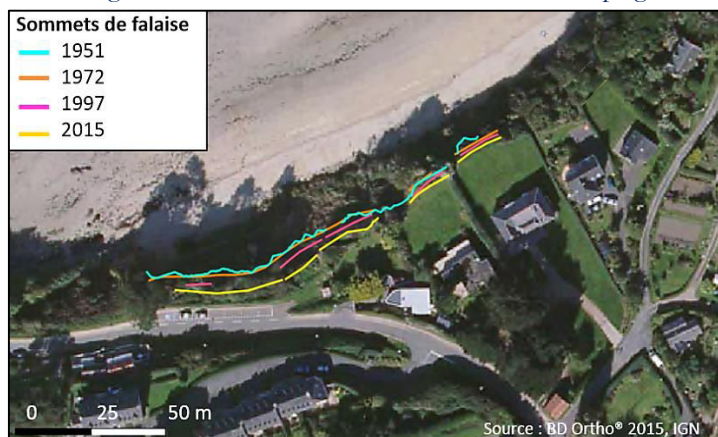 Sommets de falaise
1951
1972
1997
2015
0 25 50 m
Source : BD Ortho® 2015, IGN